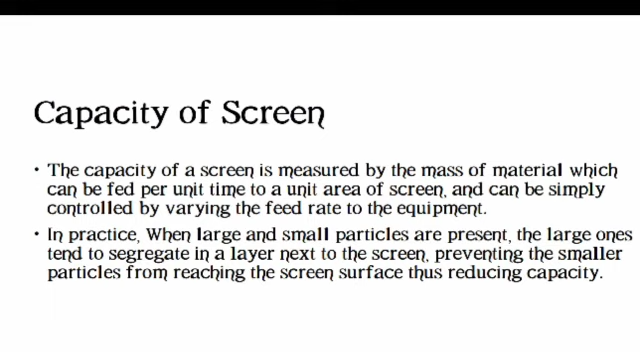 Capacity of Screen
• The capacity of a screen is measured by the mass of material which
can be fed per unit time to a unit area of screen, and can be simply
controlled by varying the feed rate to the equipment.
• In practice, When large and small particles are present, the large ones
tend to segregate in a layer next to the screen, preventing the smaller
particles from reaching the screen surface thus reducing capacity.